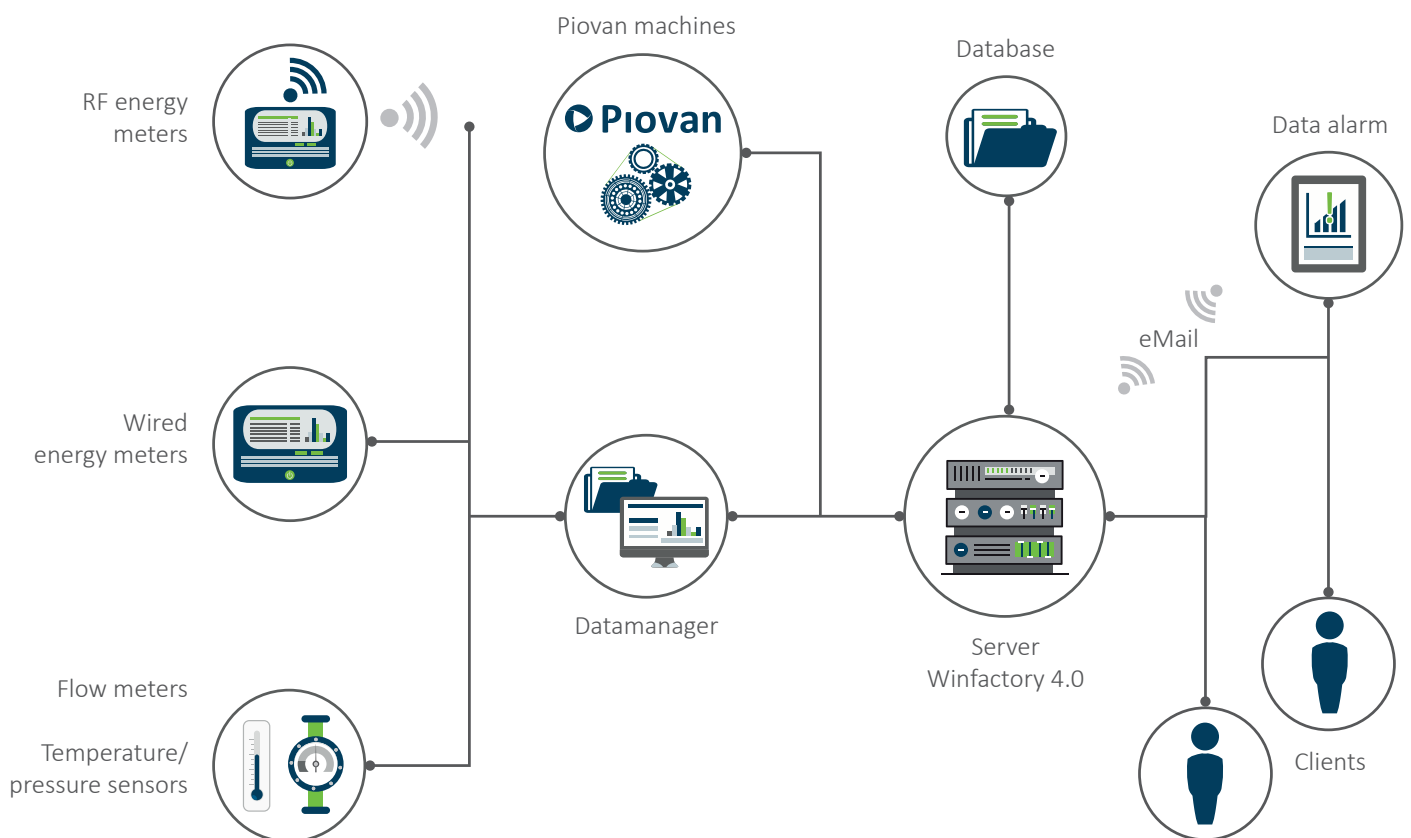 Piovan machines
Database
RF energy
meters
Piovan
Data alarm
eMail
Wired
energy meters
Datamanager
Server
Winfactory 4.0
Flow meters
Temperature/
pressure sensors
Clients